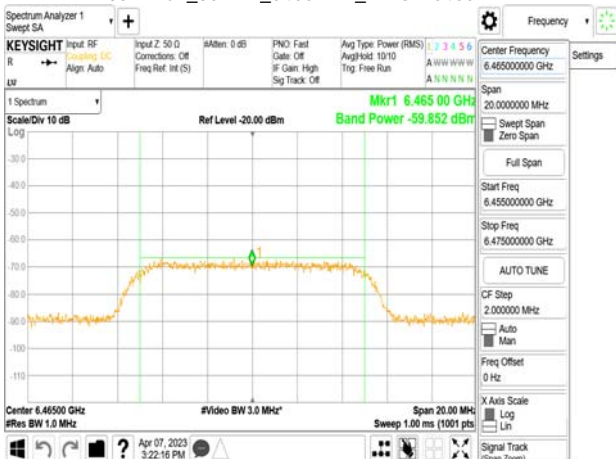 Spectrum Analyzer 1
Swept SA
+
Frequency
KEYSIGHT
Input: RF
Coupling: DC
Align: Auto
Input Z: 50 Ω
Corrections: Off
Freq Ref: Int (S)
#Atten: 0 dB
PNO: Fast
Gate: Off
IF Gain: High
Sig Track: Off
Avg Type: Power (RMS)
Avg|Hold: 10/10
Trig: Free Run
1 2 3 4 5 6
A W W W W W
A N N N N N
R
1 Spectrum
Scale/Div 10 dB
Log
Ref Level -20.00 dBm
Mkr1 6.465 00 GHz
Band Power -59.852 dBm
-30.0
-40.0
-50.0
-60.0
-70.0
-80.0
-90.0
-100
-110
1
Center 6.46500 GHz
#Res BW 1.0 MHz
#Video BW 3.0 MHz*
Span 20.00 MHz
Sweep 1.00 ms (1001 pts)
Apr 07, 2023
3:22:16 PM
Center Frequency
6.465000000 GHz
Settings
Span
20.0000000 MHz
Swept Span
Zero Span
Full Span
Start Freq
6.455000000 GHz
Stop Freq
6.475000000 GHz
AUTO TUNE
CF Step
2.000000 MHz
Auto
Man
Freq Offset
0 Hz
X Axis Scale
Log
Lin
Signal Track
(Span Zoom)